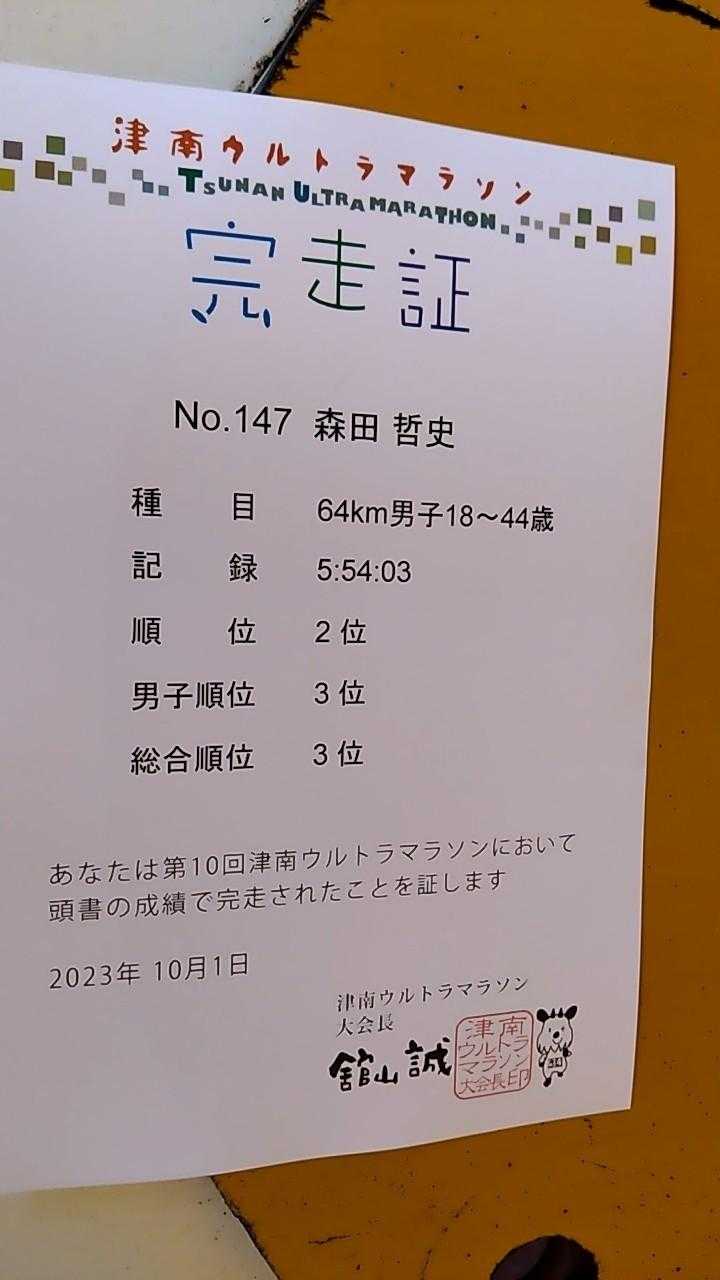 津南ウルトラマラソン
TSUNAN ULTRA MARATHON
完走証
No.147 森田 哲史
種目 64km男子18～44歳
記録 5:54:03
順位 2 位
男子順位 3 位
総合順位 3 位
あなたは第10回津南ウルトラマラソンにおいて
頭書の成績で完走されたことを証します
2023年 10月1日
津南ウルトラマラソン
大会長
舘山 誠
津南
ウルトラ
マラソン
大会長印